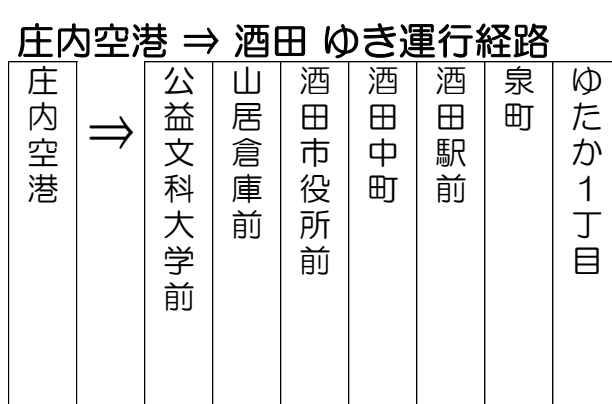 庄内空港 ⇒ 酒田 ゆき運行経路
庄内空港
⇒
公益文科大学前
山居倉庫前
酒田市役所前
酒田中町
酒田駅前
泉町
ゆたか1丁目